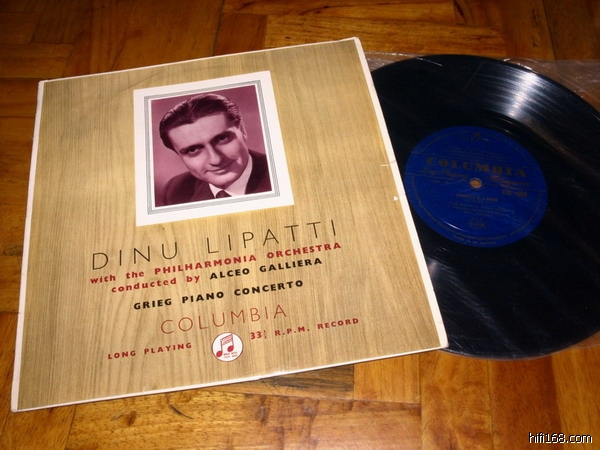 DINU LIPATTI
with the PHILHARMONIA ORCHESTRA
conducted by ALCEO GALLIERA
GRIEG PIANO CONCERTO
COLUMBIA
LONG PLAYING 33⅓ R.P.M. RECORD
COLUMBIA
hifi168.com